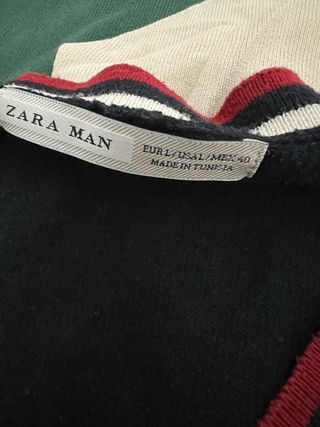 ZARA MAN
EUR L / USA L / MEX 40
MADE IN TUNISIA